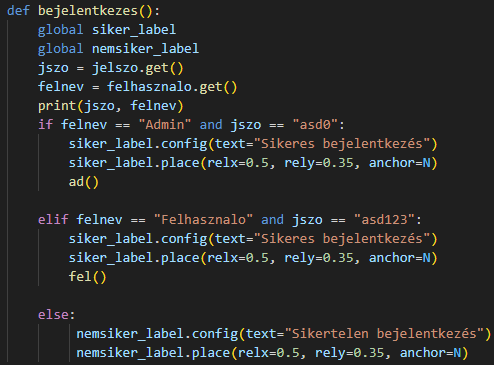 def bejelentkezes():
    global siker_label
    global nemsiker_label
    jszo = jelszo.get()
    felnev = felhasznalo.get()
    print(jszo, felnev)
    if felnev == "Admin" and jszo == "asd0":
        siker_label.config(text="Sikeres bejelentkezés")
        siker_label.place(relx=0.5, rely=0.35, anchor=N)
        ad()

    elif felnev == "Felhasznalo" and jszo == "asd123":
        siker_label.config(text="Sikeres bejelentkezés")
        siker_label.place(relx=0.5, rely=0.35, anchor=N)
        fel()

    else:
         nemsiker_label.config(text="Sikertelen bejelentkezés")
         nemsiker_label.place(relx=0.5, rely=0.35, anchor=N)